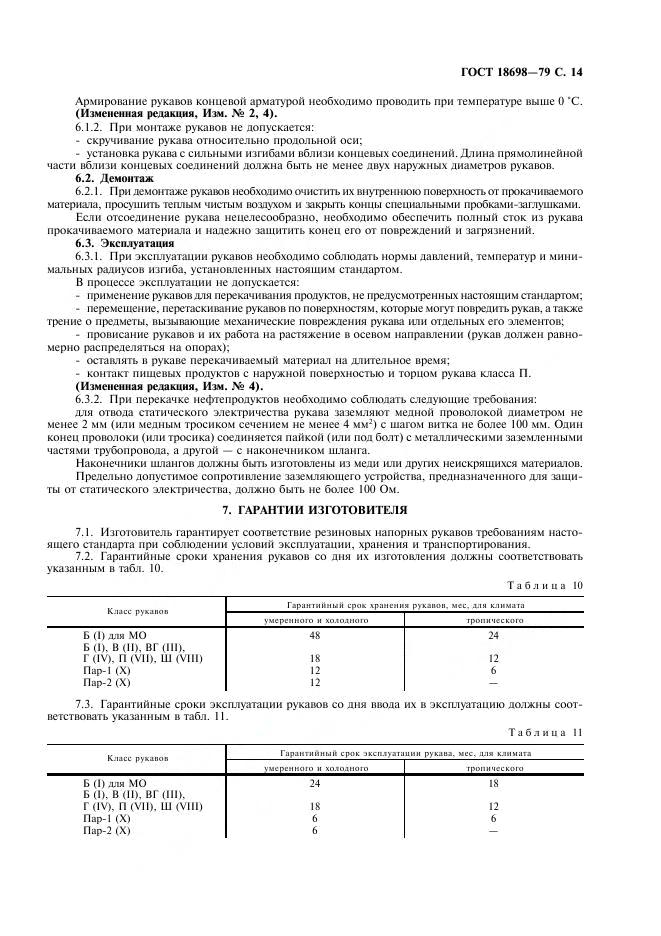 ГОСТ 18698—79 С. 14
Армирование рукавов концевой арматурой необходимо проводить при температуре выше 0 °С.
(Измененная редакция, Изм. № 2, 4).
6.1.2. При монтаже рукавов не допускается:
- скручивание рукава относительно продольной оси;
- установка рукава с сильными изгибами вблизи концевых соединений. Длина прямолинейной
части вблизи концевых соединений должна быть не менее двух наружных диаметров рукавов.
6.2. Демонтаж
6.2.1. При демонтаже рукавов необходимо очистить их внутреннюю поверхность от прокачиваемого
материала, просушить теплым чистым воздухом и закрыть концы специальными пробками-заглушками.
Если отсоединение рукава нецелесообразно, необходимо обеспечить полный сток из рукава
прокачиваемого материала и надежно защитить конец его от повреждений и загрязнений.
6.3. Эксплуатация
6.3.1. При эксплуатации рукавов необходимо соблюдать нормы давлений, температур и мини-
мальных радиусов изгиба, установленных настоящим стандартом.
В процессе эксплуатации не допускается:
- применение рукавов для перекачивания продуктов, не предусмотренных настоящим стандартом;
- перемещение, перетаскивание рукавов по поверхностям, которые могут повредить рукав, а также
трение о предметы, вызывающие механические повреждения рукава или отдельных его элементов;
- провисание рукавов и их работа на растяжение в осевом направлении (рукав должен равно-
мерно распределяться на опорах);
- оставлять в рукаве перекачиваемый материал на длительное время;
- контакт пищевых продуктов с наружной поверхностью и торцом рукава класса П.
(Измененная редакция, Изм. № 4).
6.3.2. При перекачке нефтепродуктов необходимо соблюдать следующие требования:
для отвода статического электричества рукава заземляют медной проволокой диаметром не
менее 2 мм (или медным тросиком сечением не менее 4 мм²) с шагом витка не более 100 мм. Один
конец проволоки (или тросика) соединяется пайкой (или под болт) с металлическими заземленными
частями трубопровода, а другой — с наконечником шланга.
Наконечники шлангов должны быть изготовлены из меди или других неискрящихся материалов.
Предельно допустимое сопротивление заземляющего устройства, предназначенного для защи-
ты от статического электричества, должно быть не более 100 Ом.
7. ГАРАНТИИ ИЗГОТОВИТЕЛЯ
7.1. Изготовитель гарантирует соответствие резиновых напорных рукавов требованиям насто-
ящего стандарта при соблюдении условий эксплуатации, хранения и транспортирования.
7.2. Гарантийные сроки хранения рукавов со дня их изготовления должны соответствовать
указанным в табл. 10.
Таблица 10
Класс рукавов
Гарантийный срок хранения рукавов, мес, для климата
умеренного и холодного тропического
Б (I) для МО 48 24
Б (I), В (II), ВГ (III),
Г (IV), П (VII), Ш (VIII) 18 12
Пар-1 (X) 12 6
Пар-2 (X) 12 —
7.3. Гарантийные сроки эксплуатации рукавов со дня ввода их в эксплуатацию должны соот-
ветствовать указанным в табл. 11.
Таблица 11
Класс рукавов
Гарантийный срок эксплуатации рукава, мес, для климата
умеренного и холодного тропического
Б (I) для МО 24 18
Б (I), В (II), ВГ (III),
Г (IV), П (VII), Ш (VIII) 18 12
Пар-1 (X) 6 6
Пар-2 (X) 6 —